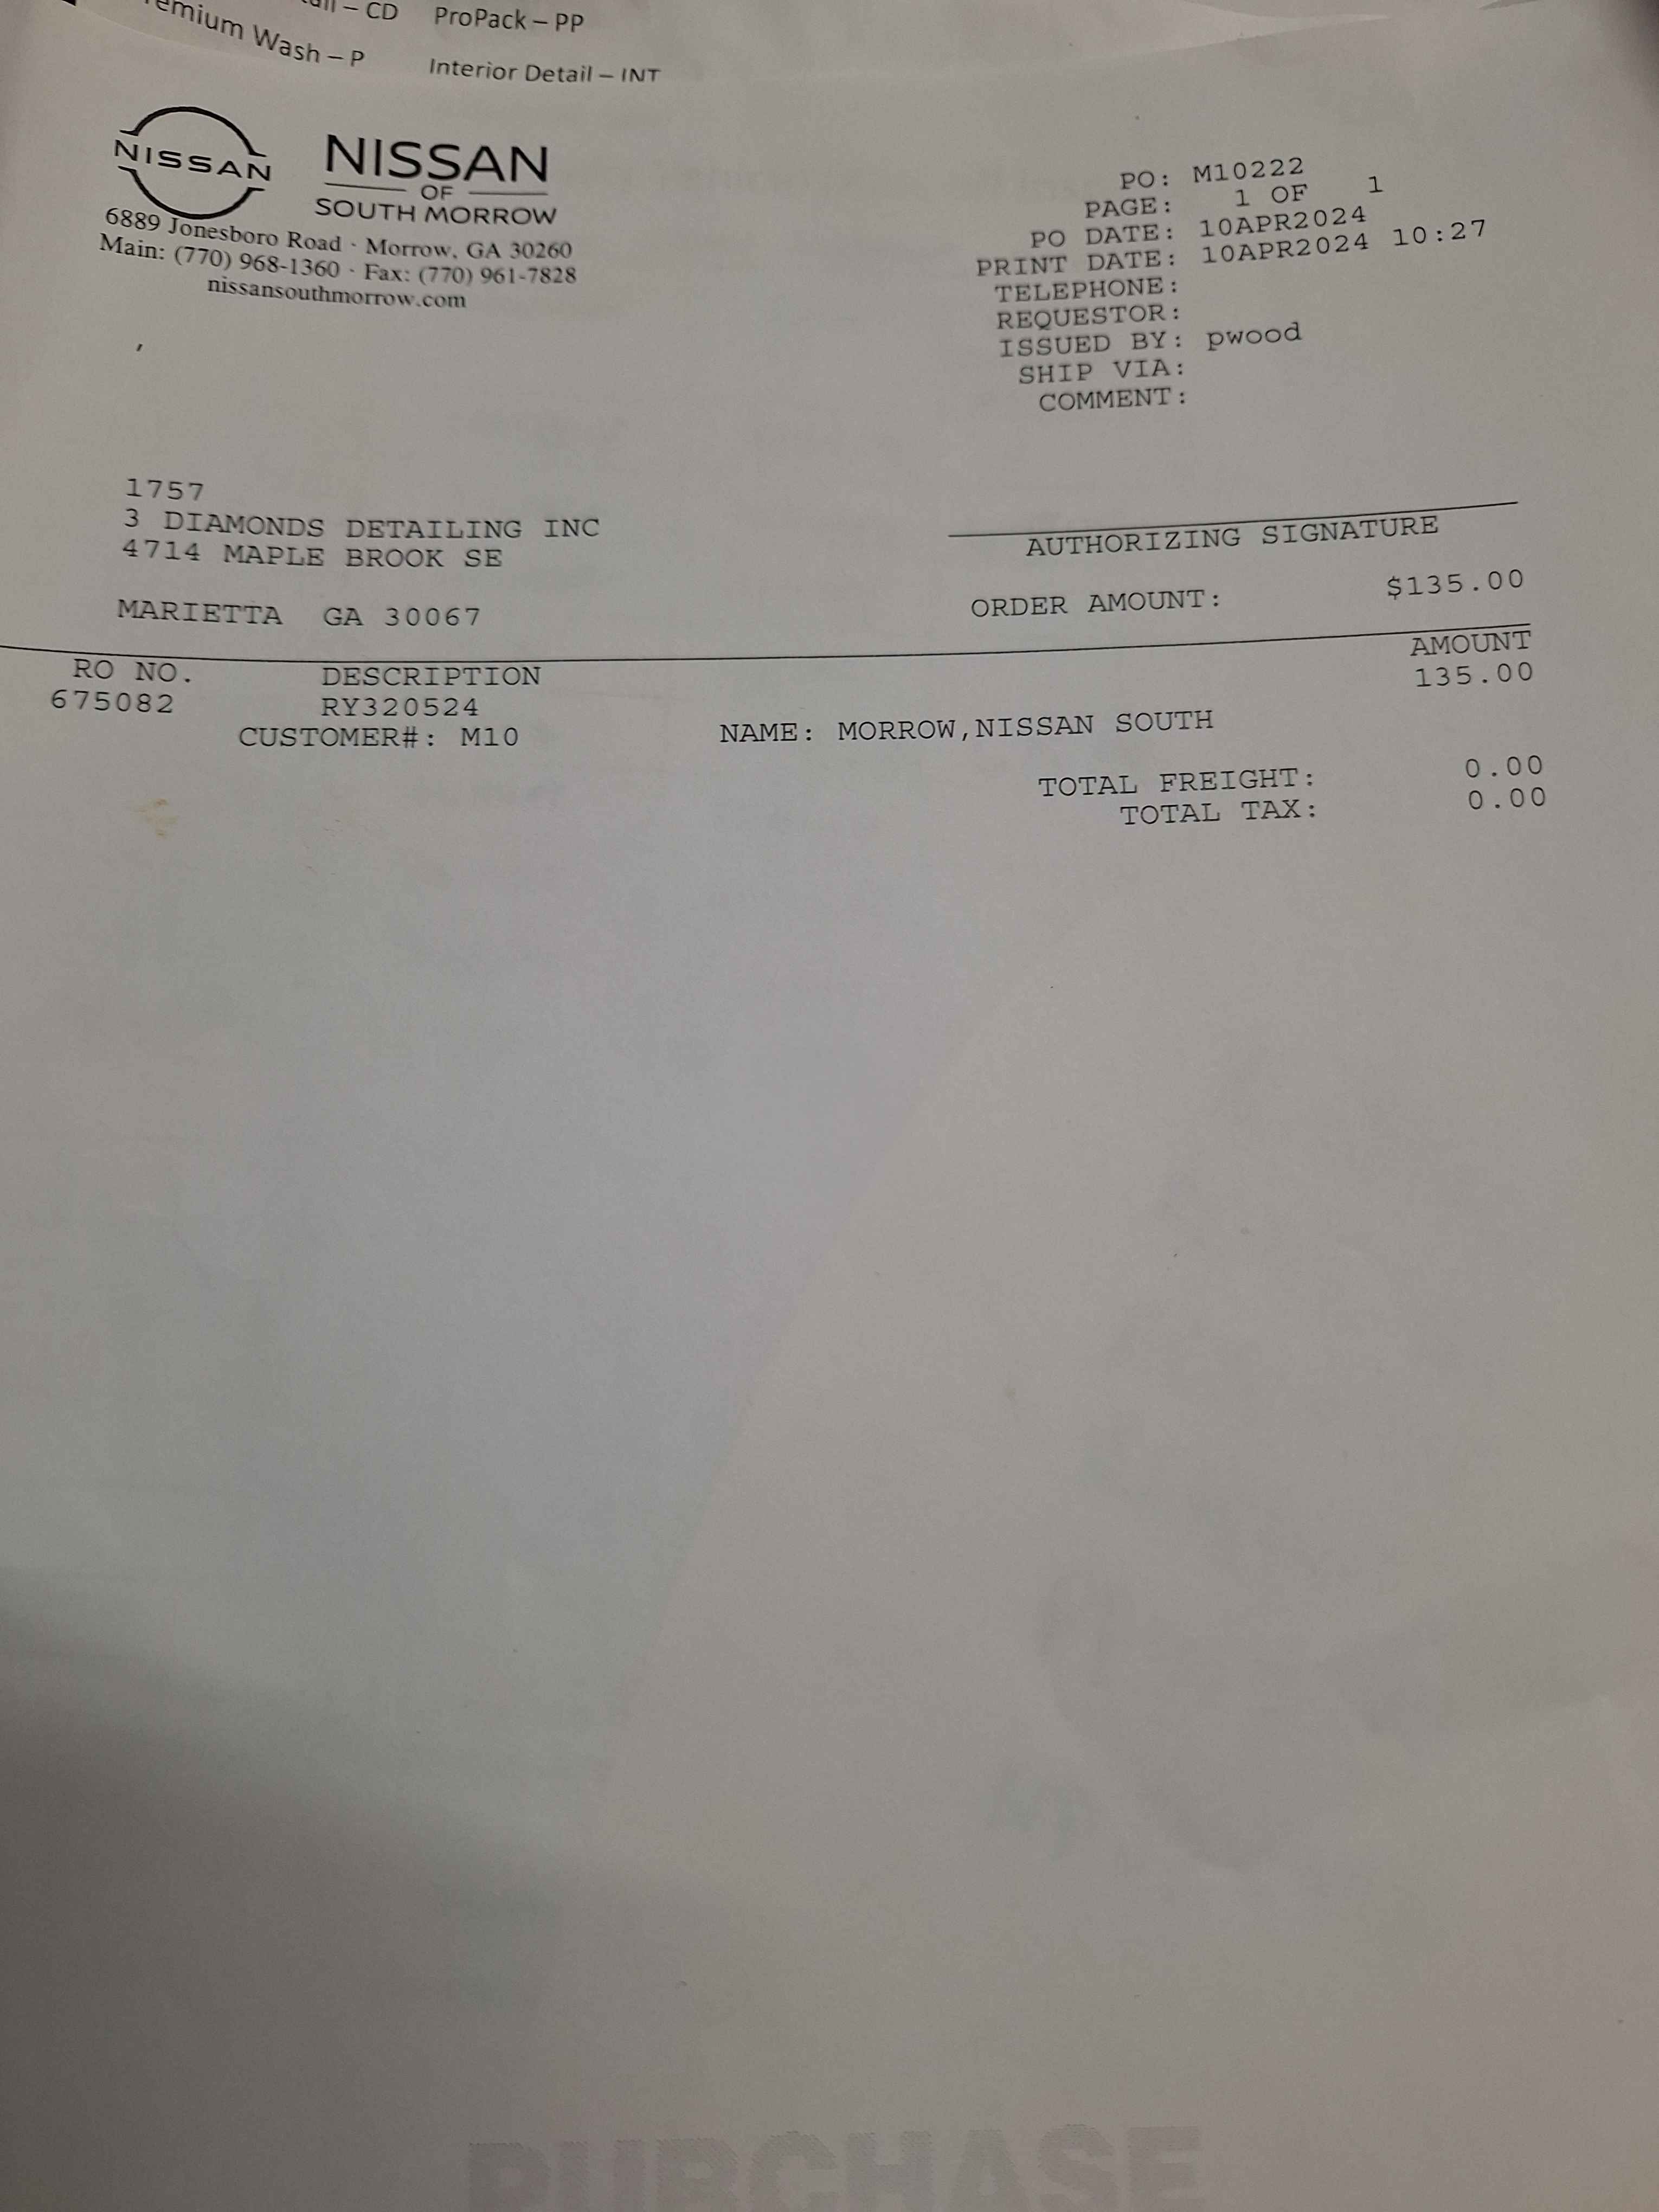 – CD ProPack – PP
Wash – P Interior Detail – INT
NISSAN
NISSAN
OF
SOUTH MORROW
6889 Jonesboro Road · Morrow, GA 30260
Main: (770) 968-1360 · Fax: (770) 961-7828
nissansouthmorrow.com
PO: M10222
PAGE: 1 OF 1
PO DATE: 10APR2024
PRINT DATE: 10APR2024 10:27
TELEPHONE:
REQUESTOR:
ISSUED BY: pwood
SHIP VIA:
COMMENT:
1757
3 DIAMONDS DETAILING INC
4714 MAPLE BROOK SE
MARIETTA GA 30067
AUTHORIZING SIGNATURE
ORDER AMOUNT: $135.00
RO NO. DESCRIPTION AMOUNT
675082 RY320524 135.00
CUSTOMER#: M10 NAME: MORROW,NISSAN SOUTH
TOTAL FREIGHT: 0.00
TOTAL TAX: 0.00
PURCHASE